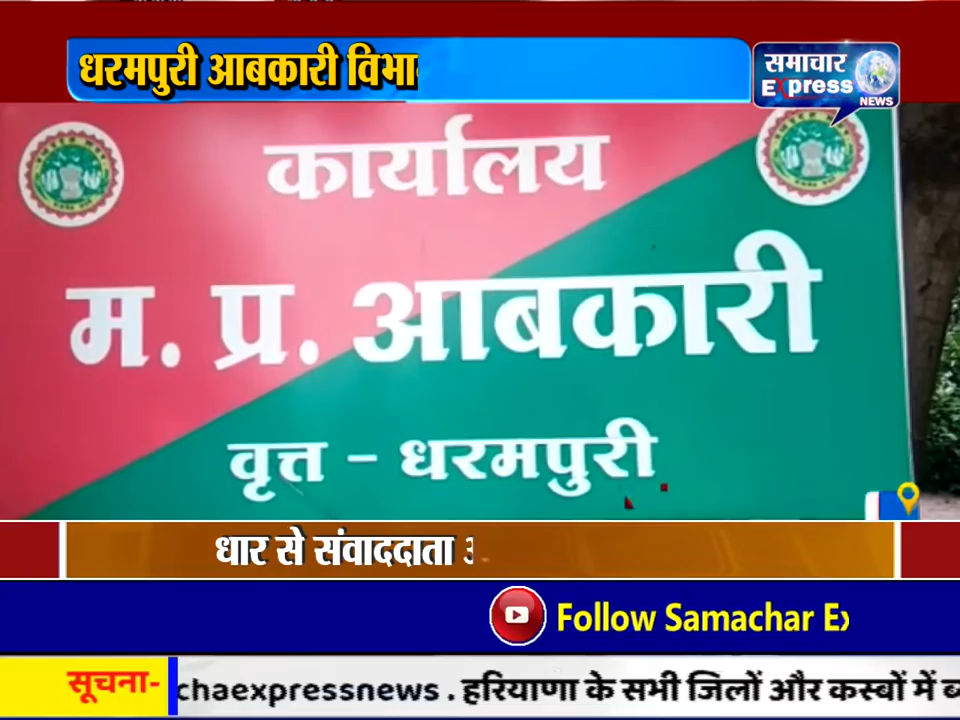 धरमपुरी आबकारी
समाचार
Express
NEWS
कार्यालय
म. प्र. आबकारी
वृत्त - धरमपुरी
धार से संवाददाता
Follow Samachar
सूचना- chaexpressnews . हरियाणा के सभी जिलों और कस्बों में